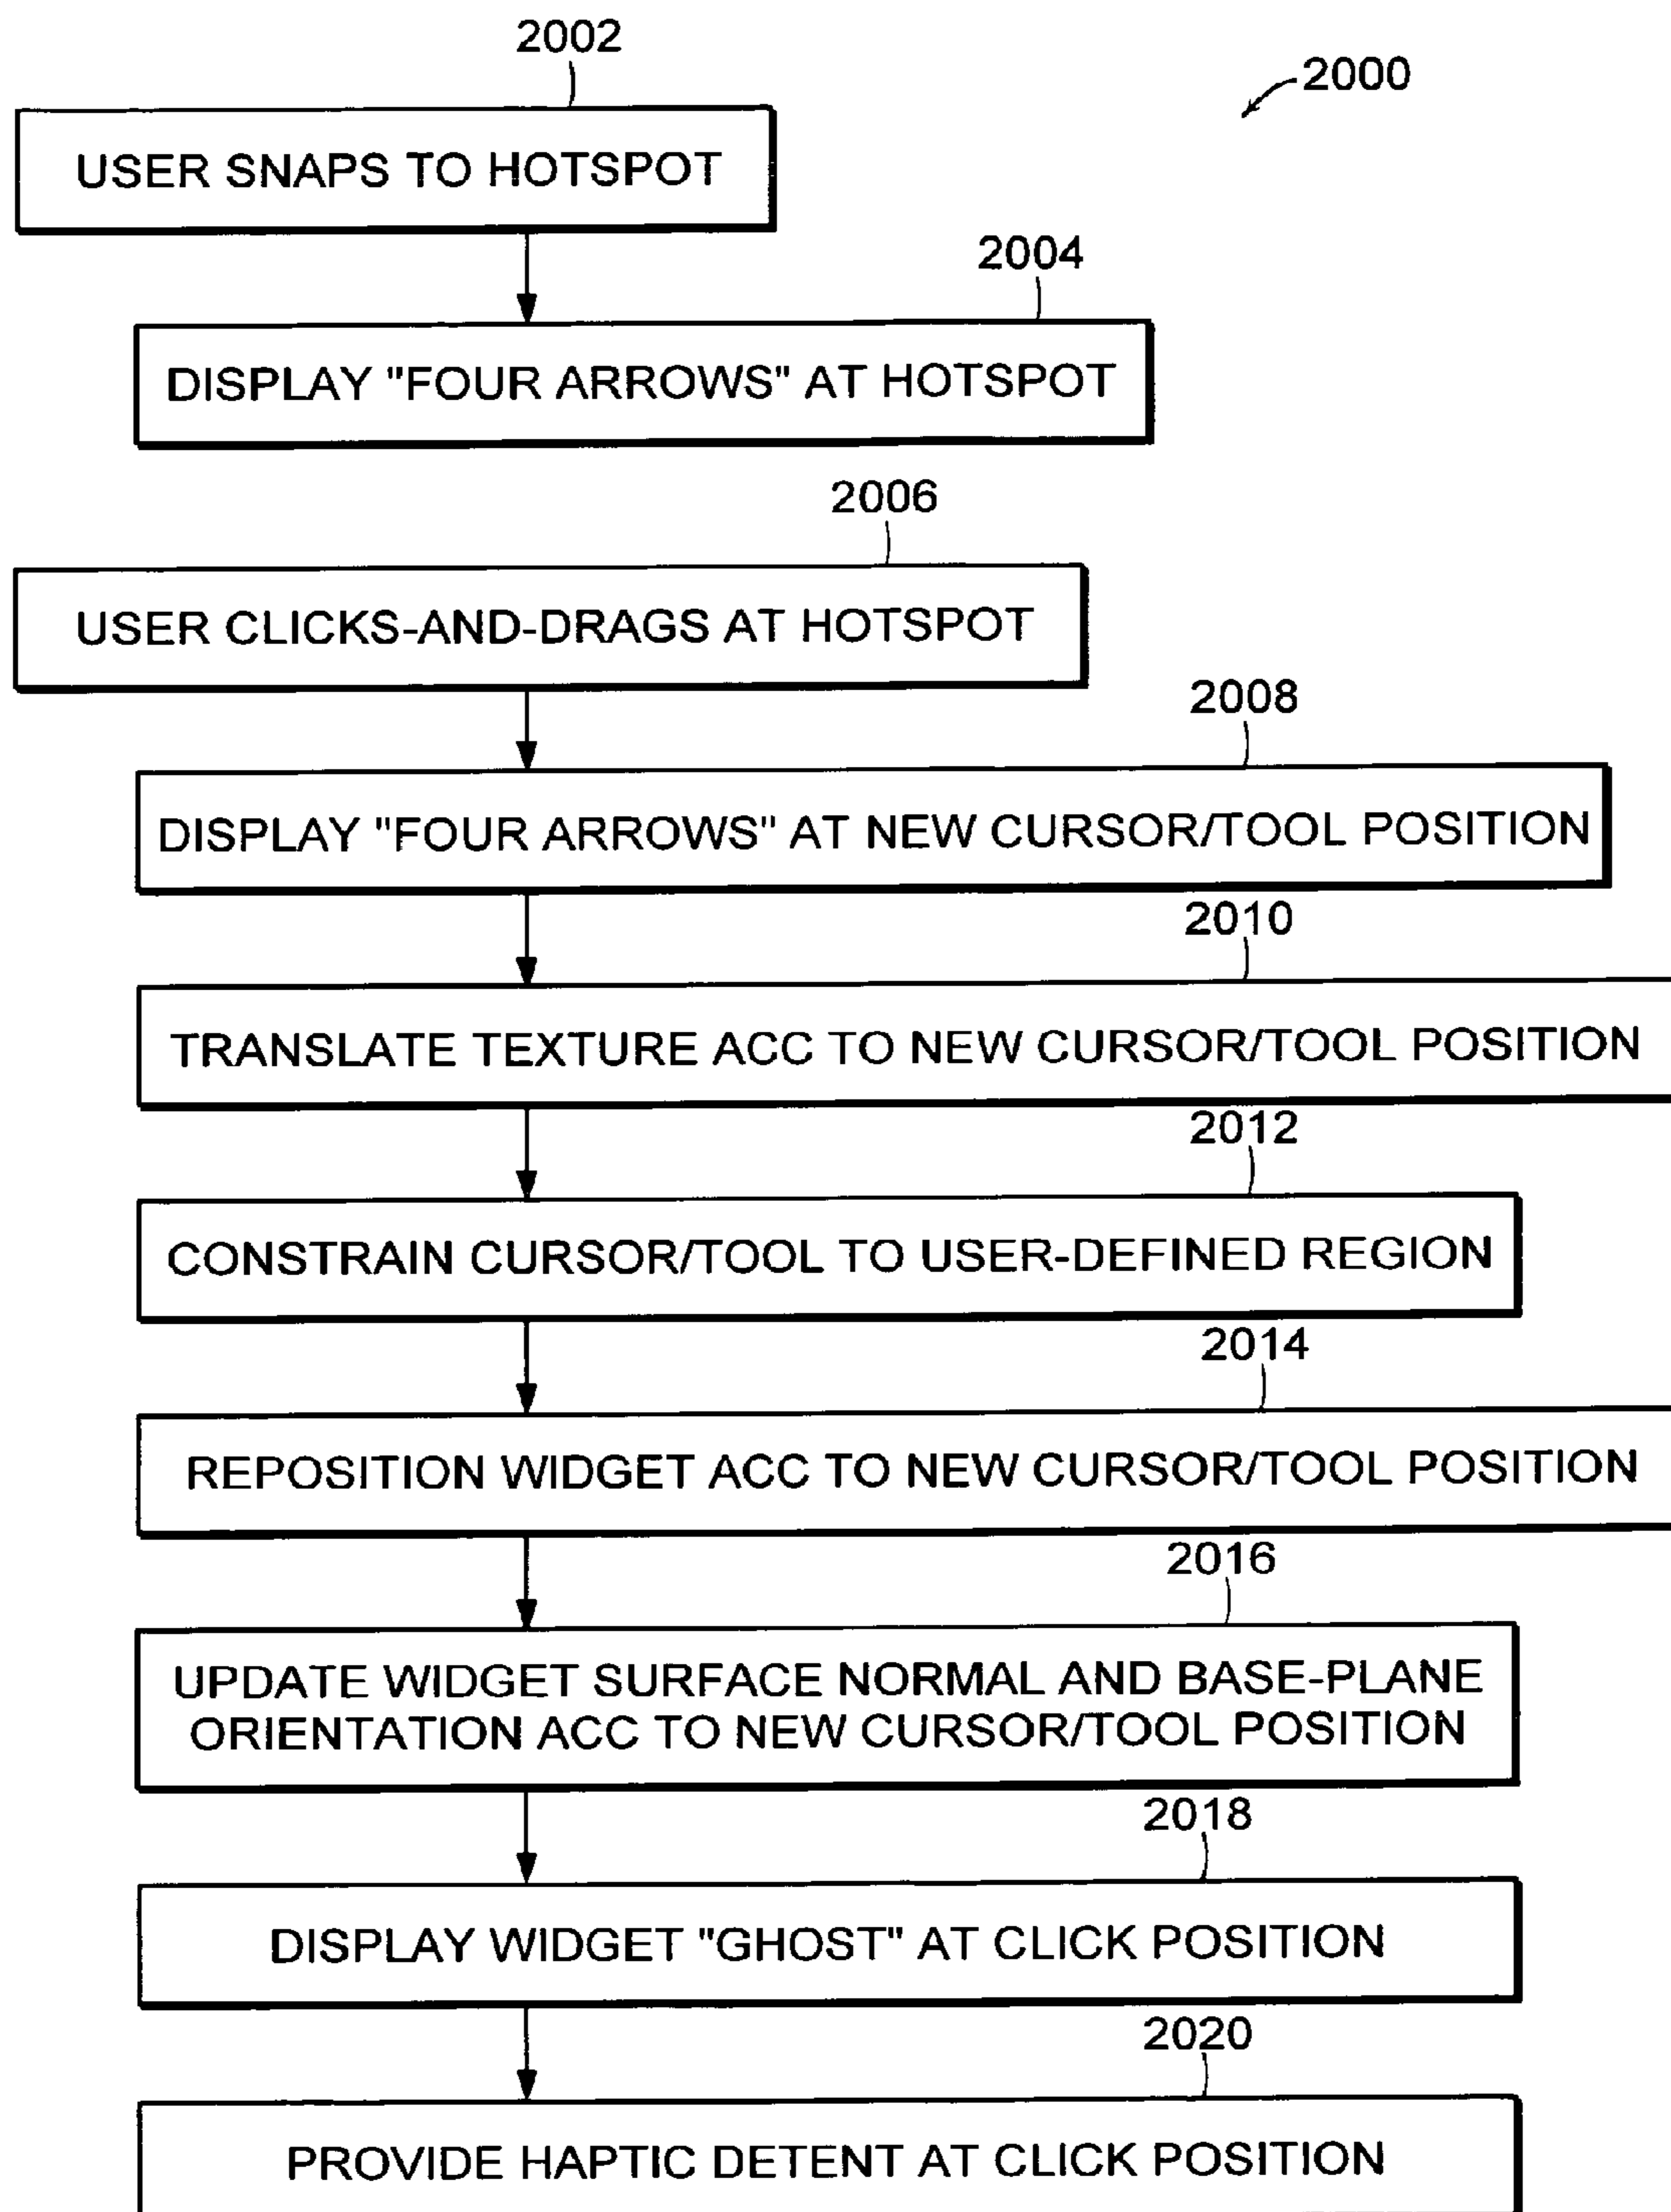 2002
2000
USER SNAPS TO HOTSPOT
2004
DISPLAY "FOUR ARROWS" AT HOTSPOT
2006
USER CLICKS-AND-DRAGS AT HOTSPOT
2008
DISPLAY "FOUR ARROWS" AT NEW CURSOR/TOOL POSITION
2010
TRANSLATE TEXTURE ACC TO NEW CURSOR/TOOL POSITION
2012
CONSTRAIN CURSOR/TOOL TO USER-DEFINED REGION
2014
REPOSITION WIDGET ACC TO NEW CURSOR/TOOL POSITION
2016
UPDATE WIDGET SURFACE NORMAL AND BASE-PLANE
ORIENTATION ACC TO NEW CURSOR/TOOL POSITION
2018
DISPLAY WIDGET "GHOST" AT CLICK POSITION
2020
PROVIDE HAPTIC DETENT AT CLICK POSITION